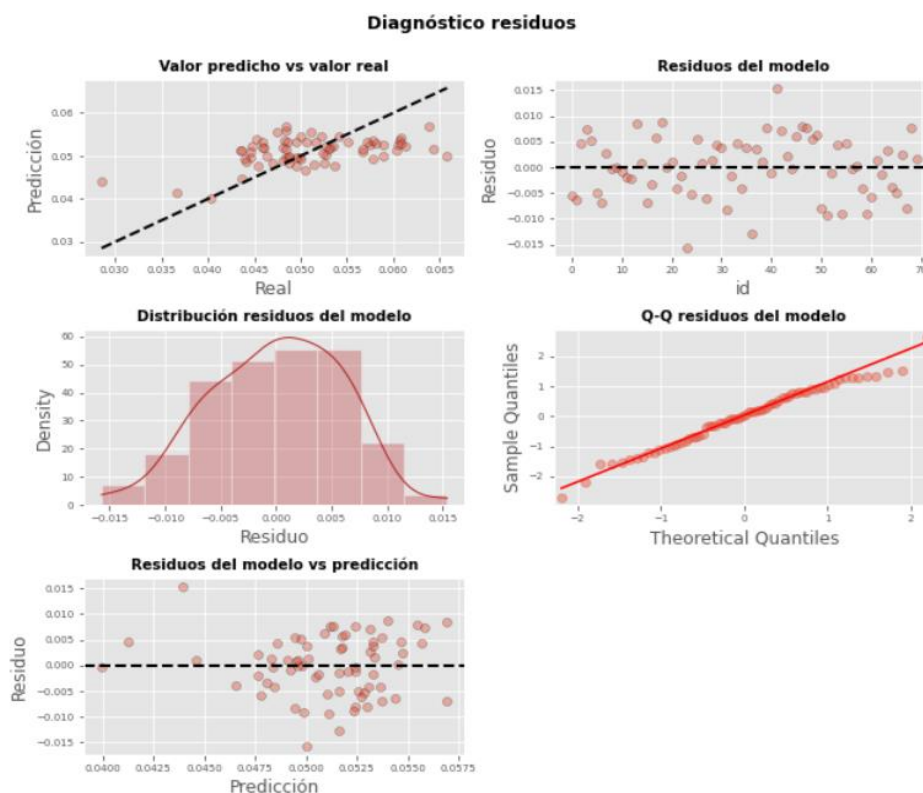 Diagnóstico residuos
Valor predicho vs valor real
0.06
0.05
0.04
0.03
Predicción
0.030 0.035 0.040 0.045 0.050 0.055 0.060 0.065
Real
Residuos del modelo
0.015
0.010
0.005
0.000
−0.005
−0.010
−0.015
Residuo
0 10 20 30 40 50 60 70
id
Distribución residuos del modelo
60
50
40
30
20
10
0
Density
−0.015 −0.010 −0.005 0.000 0.005 0.010 0.015
Residuo
Q-Q residuos del modelo
2
1
0
−1
−2
Sample Quantiles
−2 −1 0 1 2
Theoretical Quantiles
Residuos del modelo vs predicción
0.015
0.010
0.005
0.000
−0.005
−0.010
−0.015
Residuo
0.0400 0.0425 0.0450 0.0475 0.0500 0.0525 0.0550 0.0575
Predicción